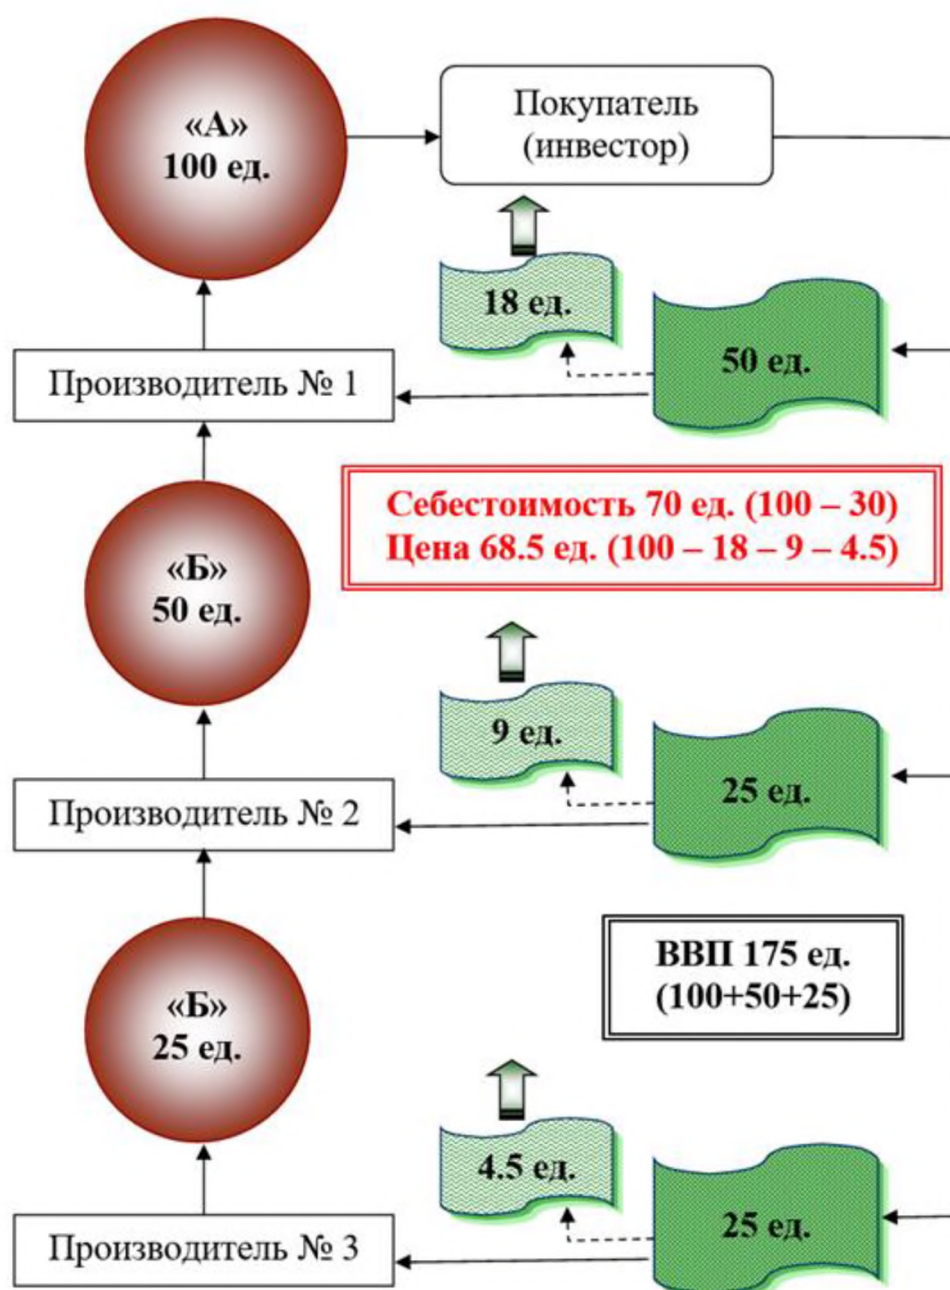 «А»
100 ед.
Покупатель
(инвестор)
18 ед.
50 ед.
Производитель № 1
Себестоимость 70 ед. (100 – 30)
Цена 68.5 ед. (100 – 18 – 9 – 4.5)
«Б»
50 ед.
9 ед.
25 ед.
Производитель № 2
ВВП 175 ед.
(100+50+25)
«Б»
25 ед.
4.5 ед.
25 ед.
Производитель № 3